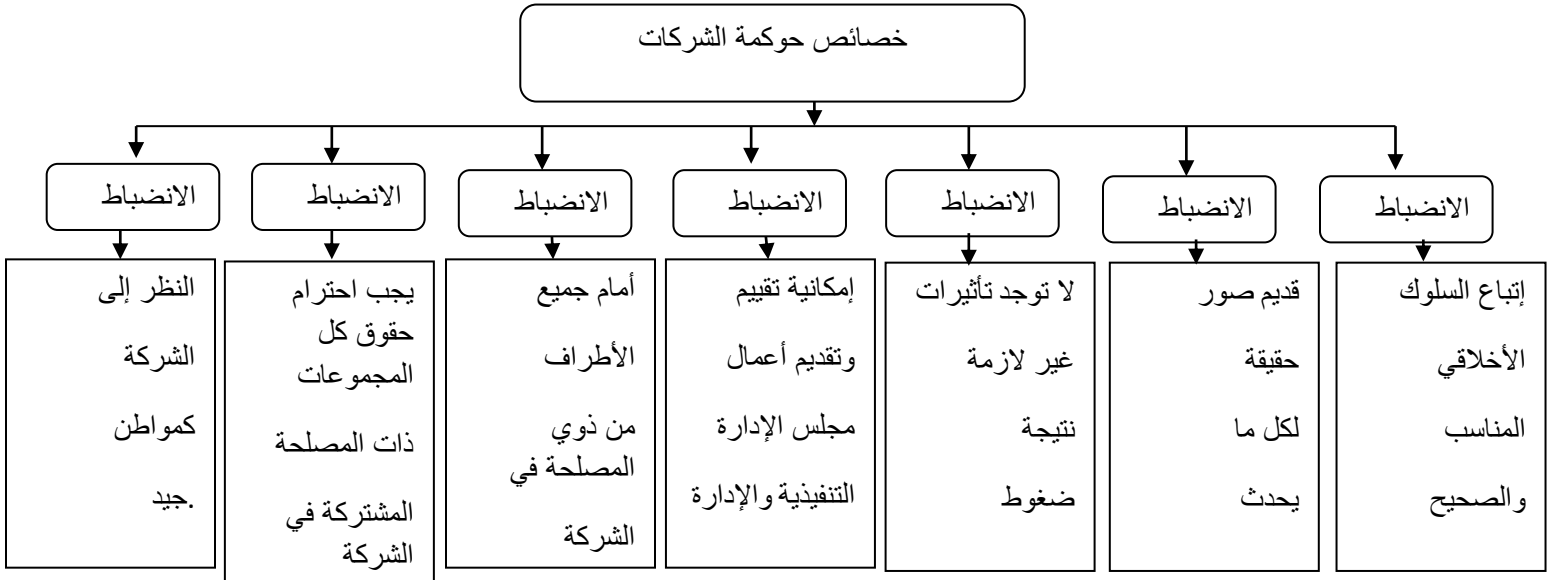 خصائص حوكمة الشركات
الانضباط
الانضباط
الانضباط
الانضباط
الانضباط
الانضباط
الانضباط
إتباع السلوك
الأخلاقي
المناسب
والصحيح
قديم صور
حقيقة
لكل ما
يحدث
لا توجد تأثيرات
غير لازمة
نتيجة
ضغوط
إمكانية تقييم
وتقديم أعمال
مجلس الإدارة
التنفيذية والإدارة
أمام جميع
الأطراف
من ذوي
المصلحة في
الشركة
يجب احترام
حقوق كل
المجموعات
ذات المصلحة
المشتركة في
الشركة
النظر إلى
الشركة
كمواطن
جيد.